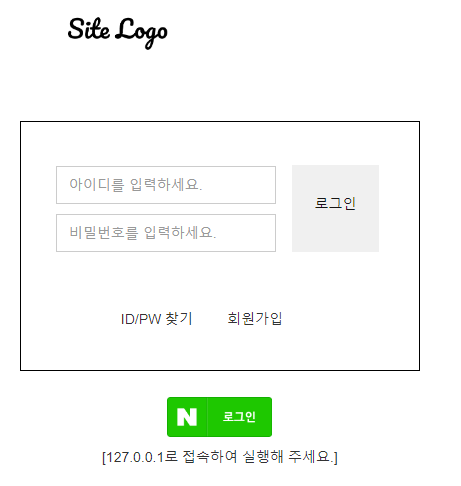 Site Logo
아이디를 입력하세요.
로그인
비밀번호를 입력하세요.
ID/PW 찾기 회원가입
N 로그인
[127.0.0.1로 접속하여 실행해 주세요.]